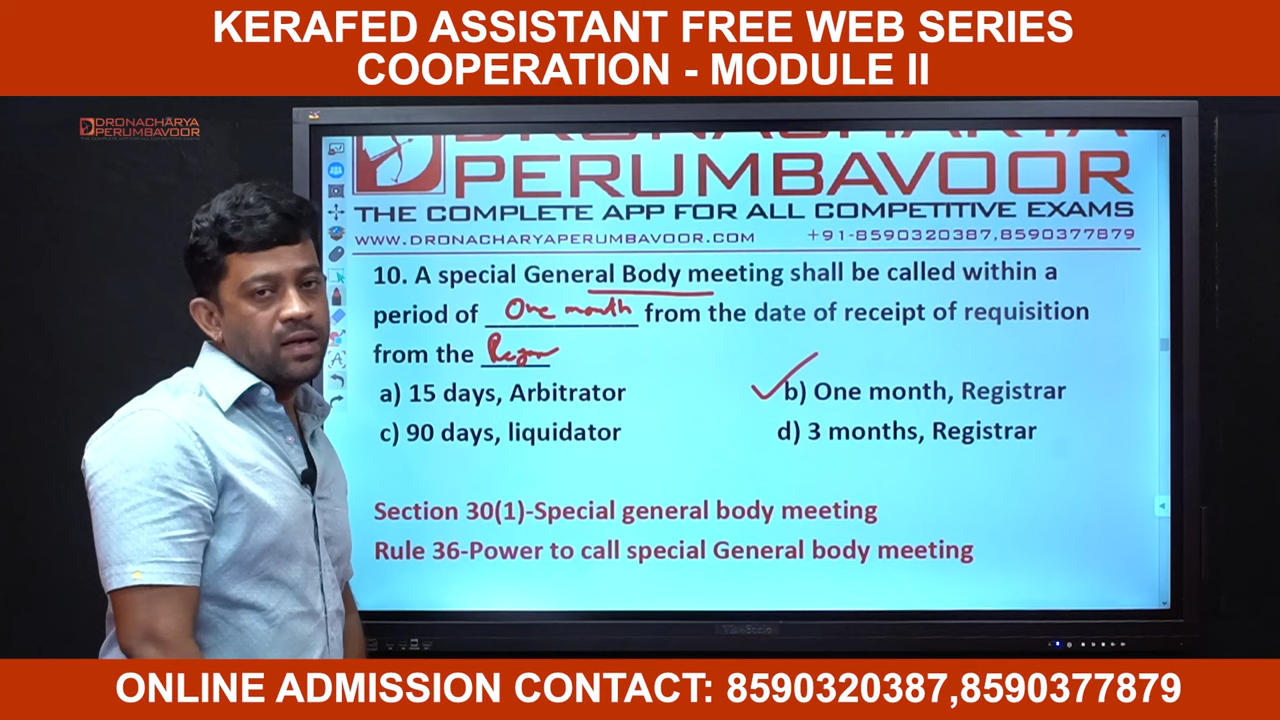 KERAFED ASSISTANT FREE WEB SERIES
COOPERATION - MODULE II
DRONACHARYA
PERUMBAVOOR
PERUMBAVOOR
THE COMPLETE APP FOR ALL COMPETITIVE EXAMS
WWW.DRONACHARYAPERUMBAVOOR.COM +91-8590320387,8590377879
10. A special General Body meeting shall be called within a
period of One month from the date of receipt of requisition
from the
a) 15 days, Arbitrator b) One month, Registrar
c) 90 days, liquidator d) 3 months, Registrar
Section 30(1)-Special general body meeting
Rule 36-Power to call special General body meeting
ViewSonic
ONLINE ADMISSION CONTACT: 8590320387,8590377879